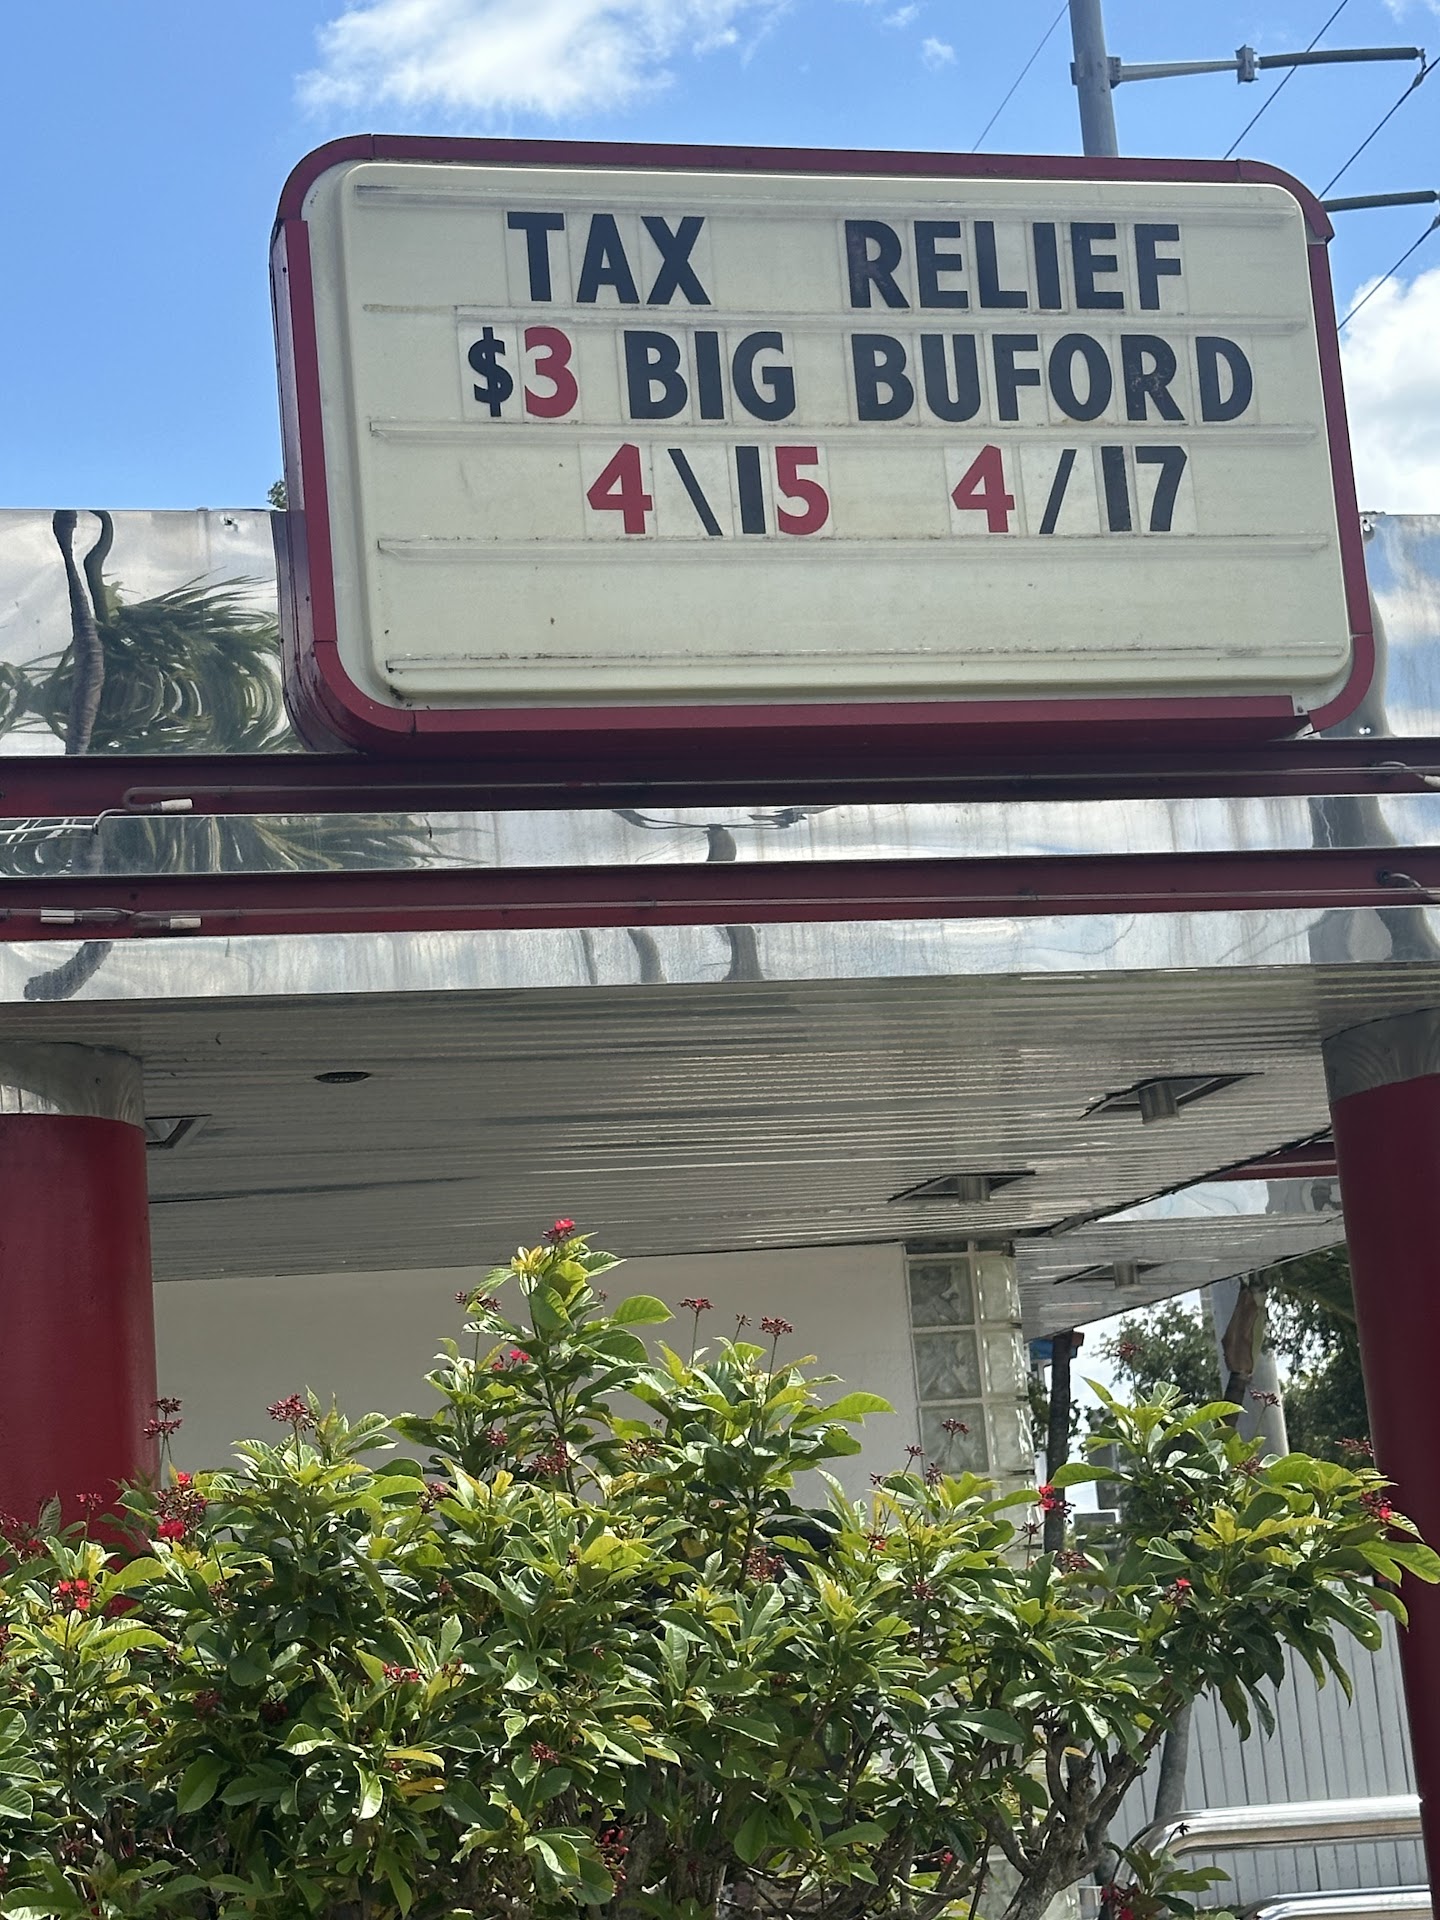 TAX RELIEF
$3 BIG BUFORD
4\15 4/17